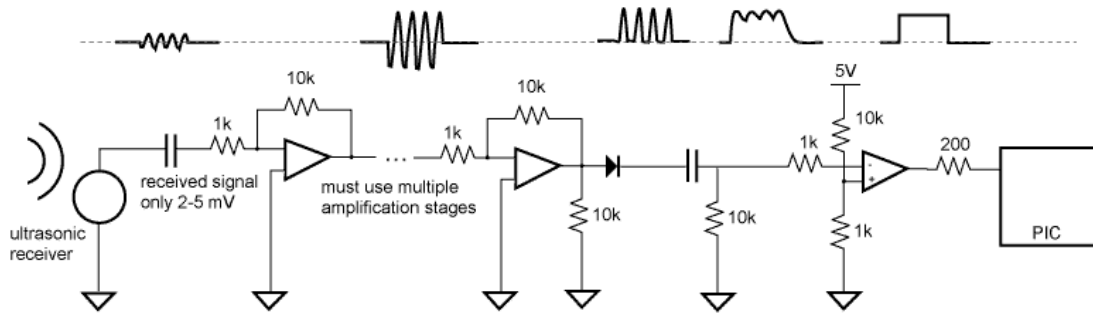 5V
10k
10k
10k
1k
1k
1k
200
received signal
only 2-5 mV
...
must use multiple
amplification stages
-
+
10k
10k
1k
ultrasonic
receiver
PIC